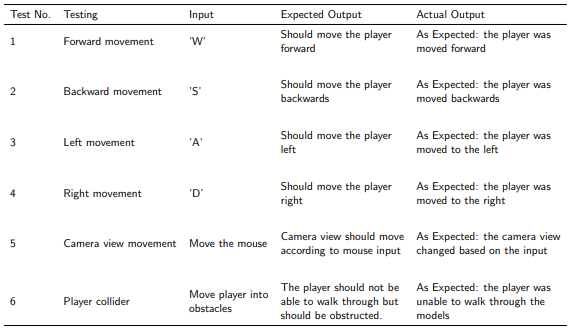 Test No. Testing Input Expected Output Actual Output
1 Forward movement 'W' Should move the player forward As Expected: the player was moved forward
2 Backward movement 'S' Should move the player backwards As Expected: the player was moved backwards
3 Left movement 'A' Should move the player left As Expected: the player was moved to the left
4 Right movement 'D' Should move the player right As Expected: the player was moved to the right
5 Camera view movement Move the mouse Camera view should move according to mouse input As Expected: the camera view changed based on the input
6 Player collider Move player into obstacles The player should not be able to walk through but should be obstructed. As Expected: the player was unable to walk through the models